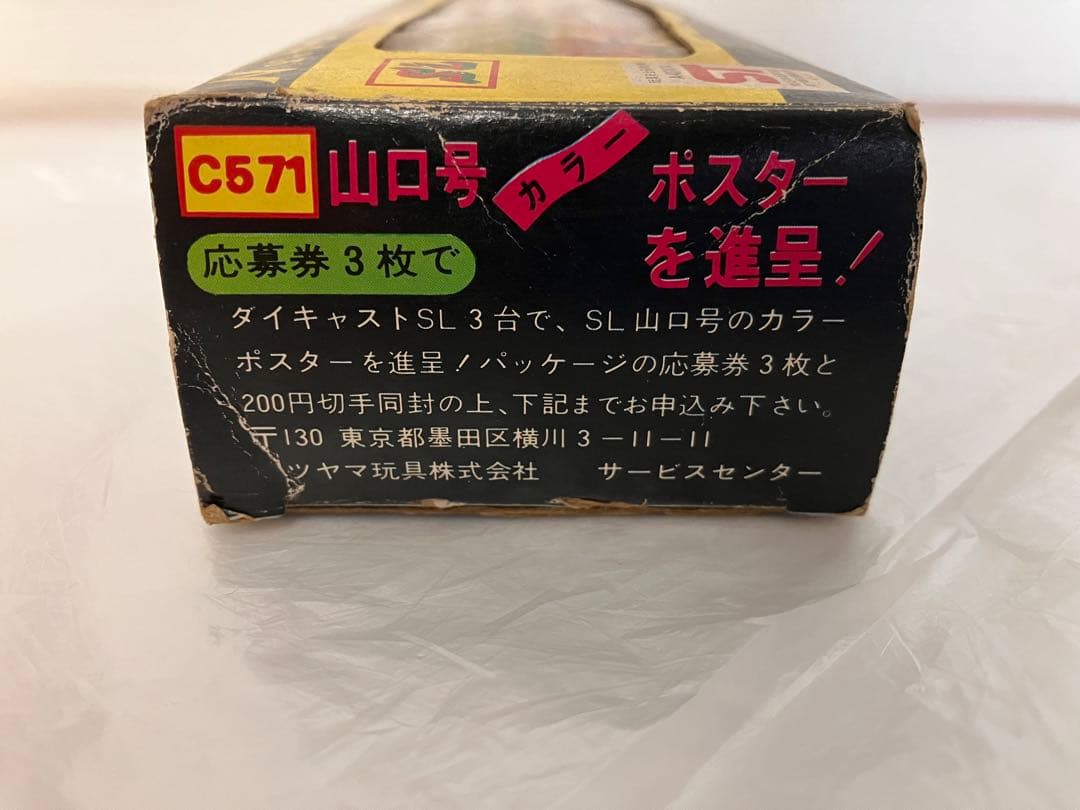 SL
C571 山口号 カラー ポスター
を進呈！
応募券3枚で
ダイキャストSL3台で、SL山口号のカラー
ポスターを進呈！パッケージの応募券3枚と
200円切手同封の上、下記までお申込み下さい。
〒130 東京都墨田区横川3-11-11
ツヤマ玩具株式会社 サービスセンター